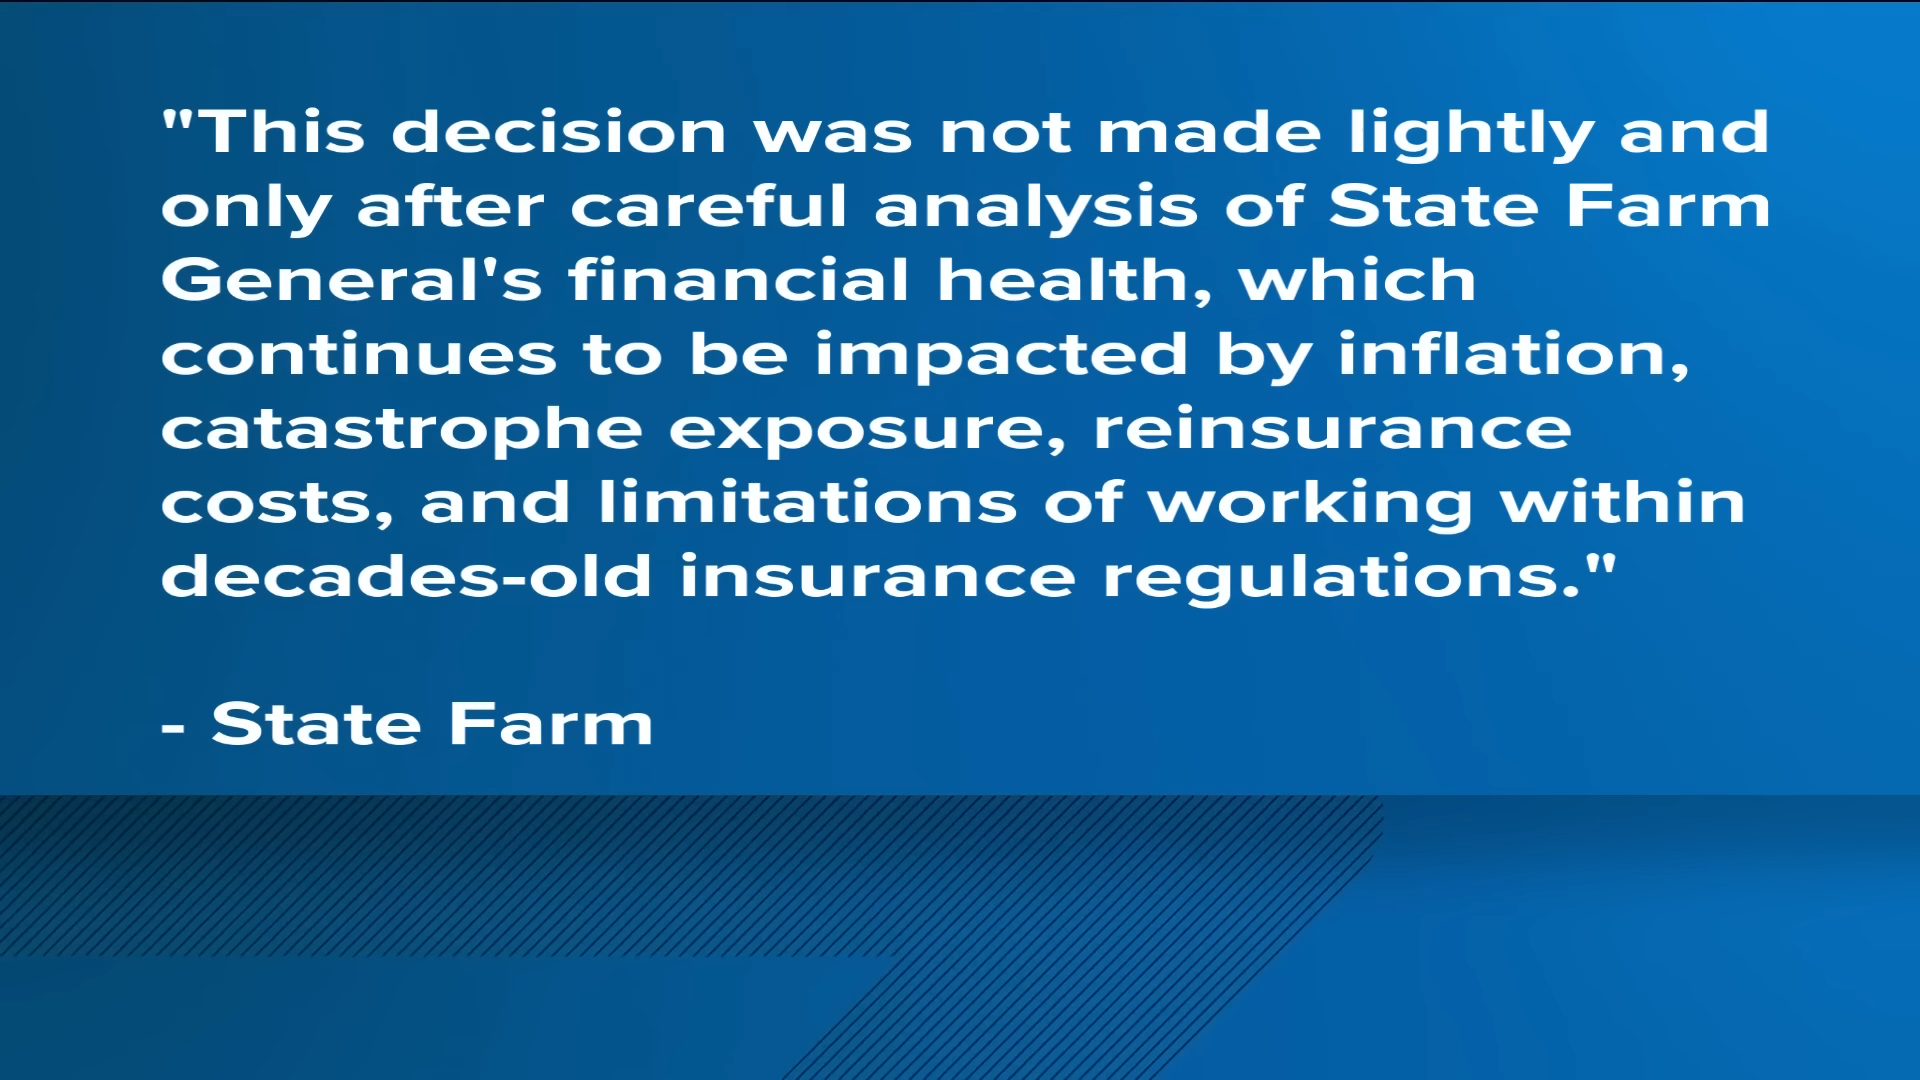 "This decision was not made lightly and
only after careful analysis of State Farm
General's financial health, which
continues to be impacted by inflation,
catastrophe exposure, reinsurance
costs, and limitations of working within
decades-old insurance regulations."
- State Farm